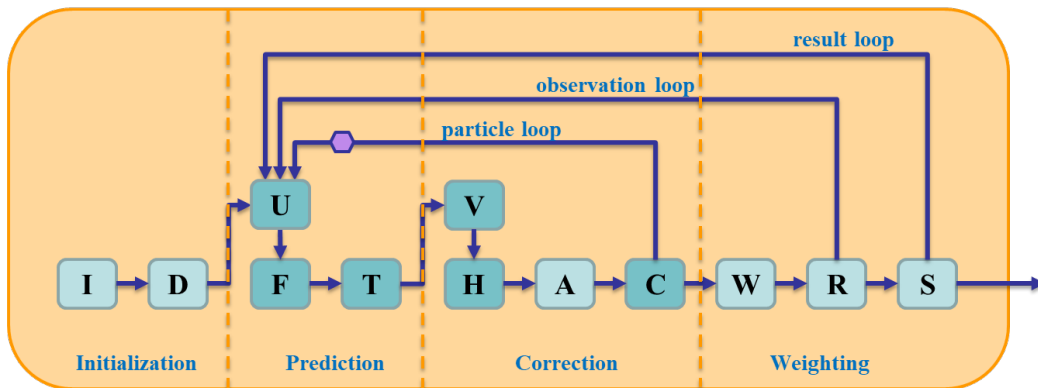 result loop
observation loop
particle loop
U
V
I
D
F
T
H
A
C
W
R
S
Initialization
Prediction
Correction
Weighting